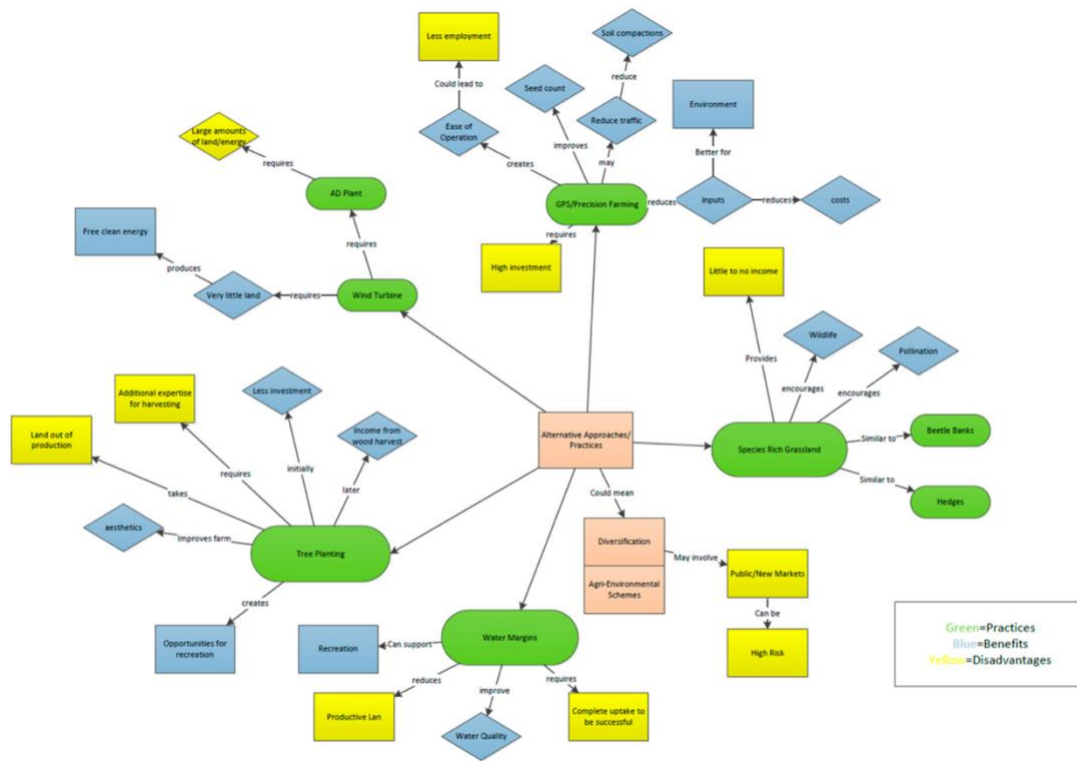 Less employment
Could lead to
Ease of
Operation
creates
Seed count
improves
Soil compactions
reduce
Reduce traffic
may
Environment
Better for
GPS/Precision Farming
reduces
inputs
reduces
costs
requires
High investment
Large amounts
of land/energy
requires
AD Plant
requires
Free clean energy
produces
Very little land
requires
Wind Turbine
Little to no income
Provides
Wildlife
encourages
Pollination
encourages
Species Rich Grassland
Similar to
Beetle Banks
Similar to
Hedges
Alternative Approaches/
Practices
Could mean
Diversification
Agri-Environmental
Schemes
May involve
Public/New Markets
Can be
High Risk
Land out of
production
takes
Additional expertise
for harvesting
requires
Less investment
initially
Income from
wood harvest
later
aesthetics
Improves farm
Tree Planting
creates
Opportunities for
recreation
Water Margins
Can support
Recreation
reduces
Productive Lan
improve
Water Quality
requires
Complete uptake to
be successful
Green=Practices
Blue=Benefits
Yellow=Disadvantages